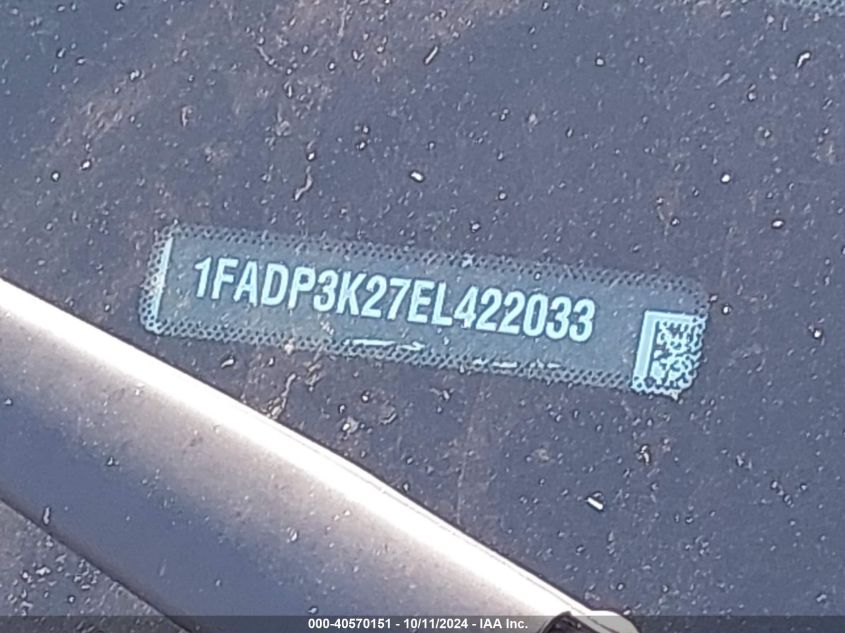 1FADP3K27EL422033
000-40570151 - 10/11/2024 - IAA Inc.